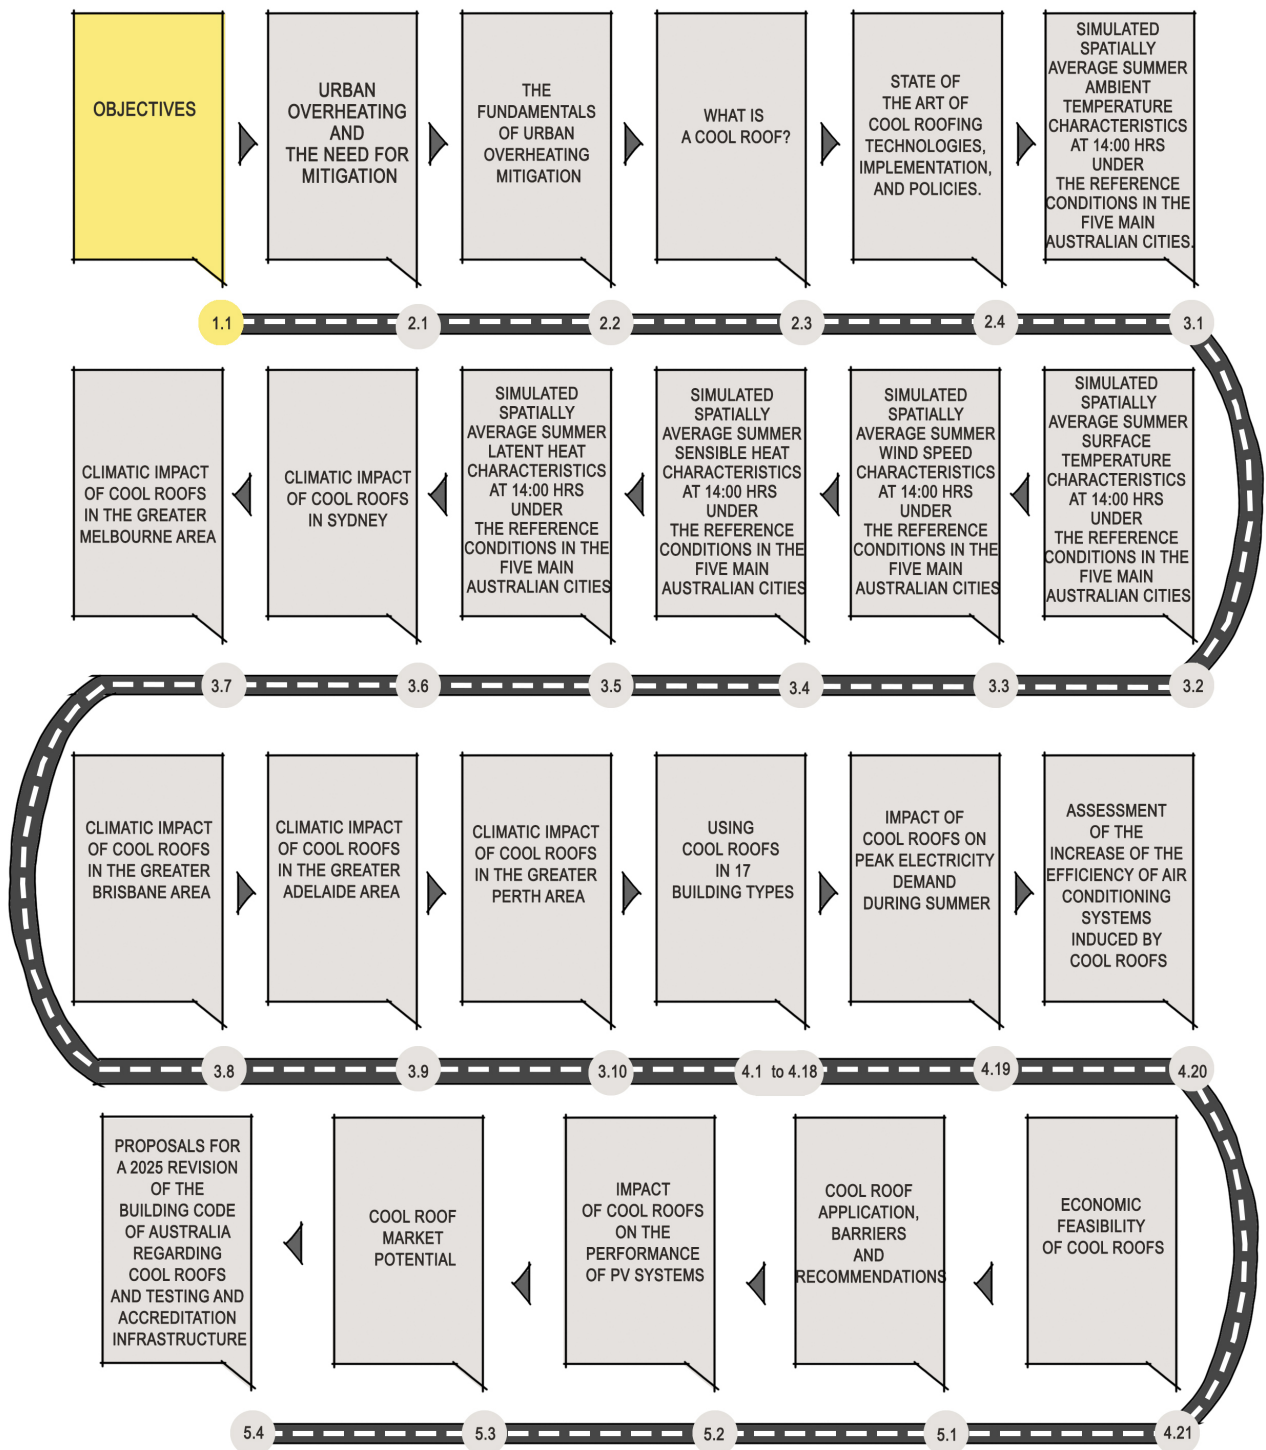 OBJECTIVES
URBAN
OVERHEATING
AND
THE NEED FOR
MITIGATION
THE
FUNDAMENTALS
OF URBAN
OVERHEATING
MITIGATION
WHAT IS
A COOL ROOF?
STATE OF
THE ART OF
COOL ROOFING
TECHNOLOGIES,
IMPLEMENTATION,
AND POLICIES.
SIMULATED
SPATIALLY
AVERAGE SUMMER
AMBIENT
TEMPERATURE
CHARACTERISTICS
AT 14:00 HRS
UNDER
THE REFERENCE
CONDITIONS IN THE
FIVE MAIN
AUSTRALIAN CITIES.
1.1
2.1
2.2
2.3
2.4
3.1
SIMULATED
SPATIALLY
AVERAGE SUMMER
SURFACE
TEMPERATURE
CHARACTERISTICS
AT 14:00 HRS
UNDER
THE REFERENCE
CONDITIONS IN THE
FIVE MAIN
AUSTRALIAN CITIES
SIMULATED
SPATIALLY
AVERAGE SUMMER
WIND SPEED
CHARACTERISTICS
AT 14:00 HRS
UNDER
THE REFERENCE
CONDITIONS IN THE
FIVE MAIN
AUSTRALIAN CITIES
SIMULATED
SPATIALLY
AVERAGE SUMMER
SENSIBLE HEAT
CHARACTERISTICS
AT 14:00 HRS
UNDER
THE REFERENCE
CONDITIONS IN THE
FIVE MAIN
AUSTRALIAN CITIES
SIMULATED
SPATIALLY
AVERAGE SUMMER
LATENT HEAT
CHARACTERISTICS
AT 14:00 HRS
UNDER
THE REFERENCE
CONDITIONS IN THE
FIVE MAIN
AUSTRALIAN CITIES
CLIMATIC IMPACT
OF COOL ROOFS
IN SYDNEY
CLIMATIC IMPACT
OF COOL ROOFS
IN THE GREATER
MELBOURNE AREA
3.2
3.3
3.4
3.5
3.6
3.7
CLIMATIC IMPACT
OF COOL ROOFS
IN THE GREATER
BRISBANE AREA
CLIMATIC IMPACT
OF COOL ROOFS
IN THE GREATER
ADELAIDE AREA
CLIMATIC IMPACT
OF COOL ROOFS
IN THE GREATER
PERTH AREA
USING
COOL ROOFS
IN 17
BUILDING TYPES
IMPACT OF
COOL ROOFS ON
PEAK ELECTRICITY
DEMAND
DURING SUMMER
ASSESSMENT
OF THE
INCREASE OF THE
EFFICIENCY OF AIR
CONDITIONING
SYSTEMS
INDUCED BY
COOL ROOFS
3.8
3.9
3.10
4.1 to 4.18
4.19
4.20
ECONOMIC
FEASIBILITY
OF COOL ROOFS
COOL ROOF
APPLICATION,
BARRIERS
AND
RECOMMENDATIONS
IMPACT
OF COOL ROOFS
ON THE
PERFORMANCE
OF PV SYSTEMS
COOL ROOF
MARKET
POTENTIAL
PROPOSALS FOR
A 2025 REVISION
OF THE
BUILDING CODE
OF AUSTRALIA
REGARDING
COOL ROOFS
AND TESTING AND
ACCREDITATION
INFRASTRUCTURE
4.21
5.1
5.2
5.3
5.4